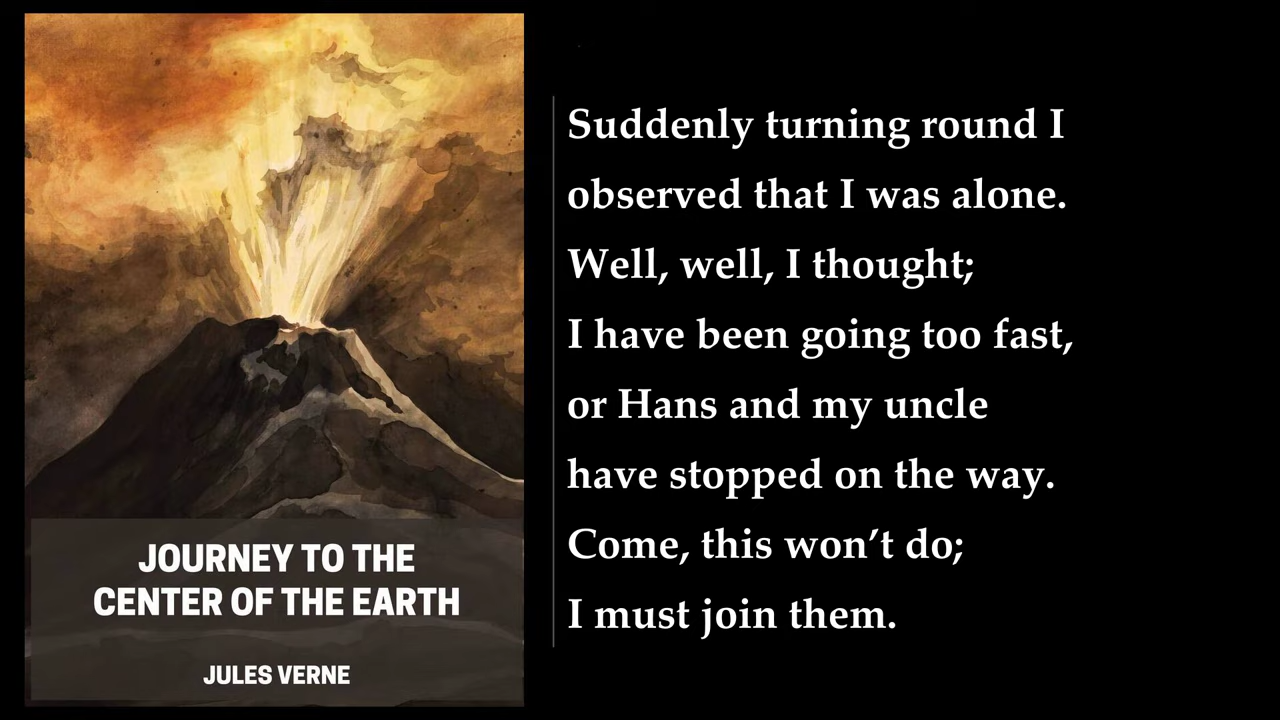 JOURNEY TO THE
CENTER OF THE EARTH
JULES VERNE
Suddenly turning round I
observed that I was alone.
Well, well, I thought;
I have been going too fast,
or Hans and my uncle
have stopped on the way.
Come, this won’t do;
I must join them.